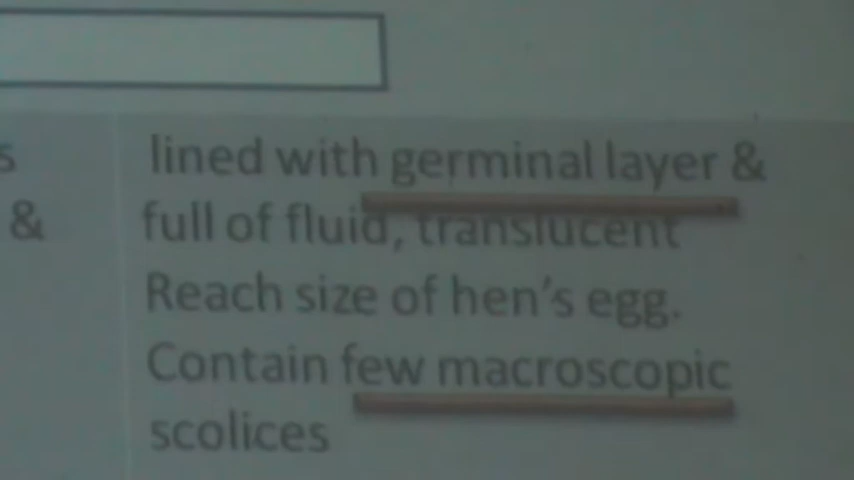 s
&
lined with germinal layer &
full of fluid, translucent
Reach size of hen's egg.
Contain few macroscopic
scolices